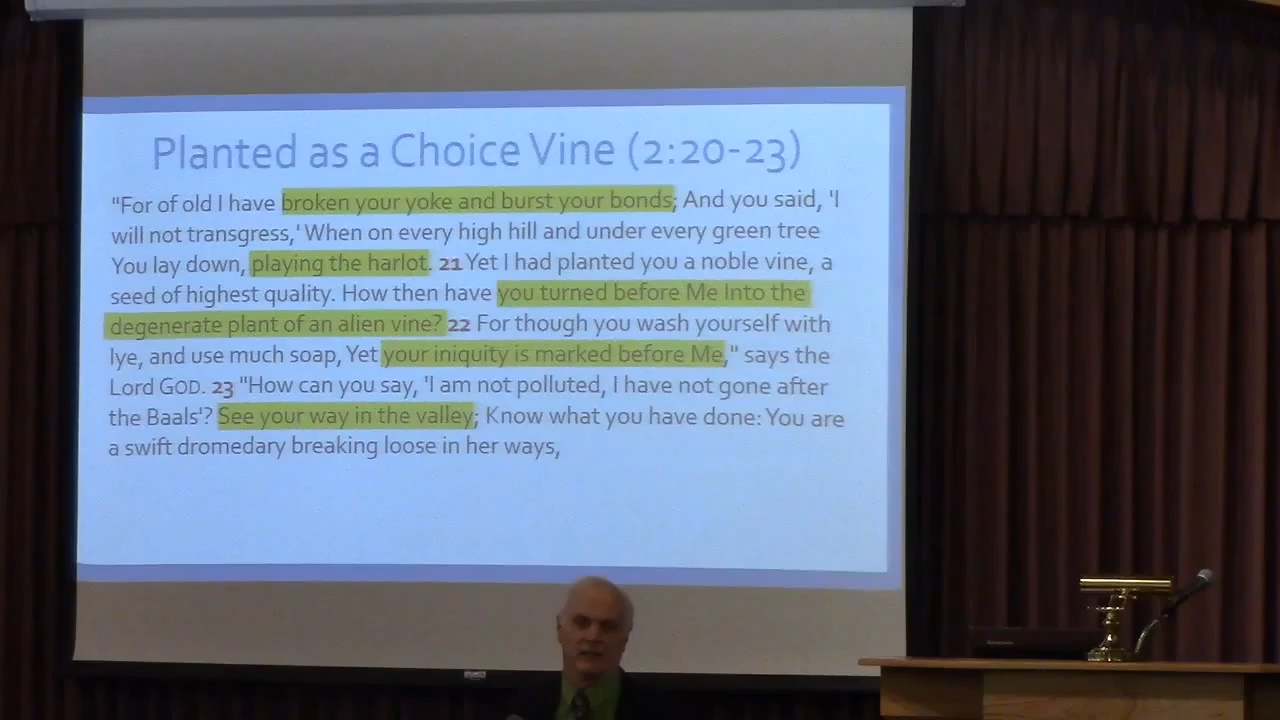 Planted as a Choice Vine (2:20-23)
"For of old I have broken your yoke and burst your bonds; And you said, 'I
will not transgress,' When on every high hill and under every green tree
You lay down, playing the harlot. 21 Yet I had planted you a noble vine, a
seed of highest quality. How then have you turned before Me Into the
degenerate plant of an alien vine? 22 For though you wash yourself with
lye, and use much soap, Yet your iniquity is marked before Me," says the
Lord GOD. 23 "How can you say, 'I am not polluted, I have not gone after
the Baals'? See your way in the valley; Know what you have done: You are
a swift dromedary breaking loose in her ways,